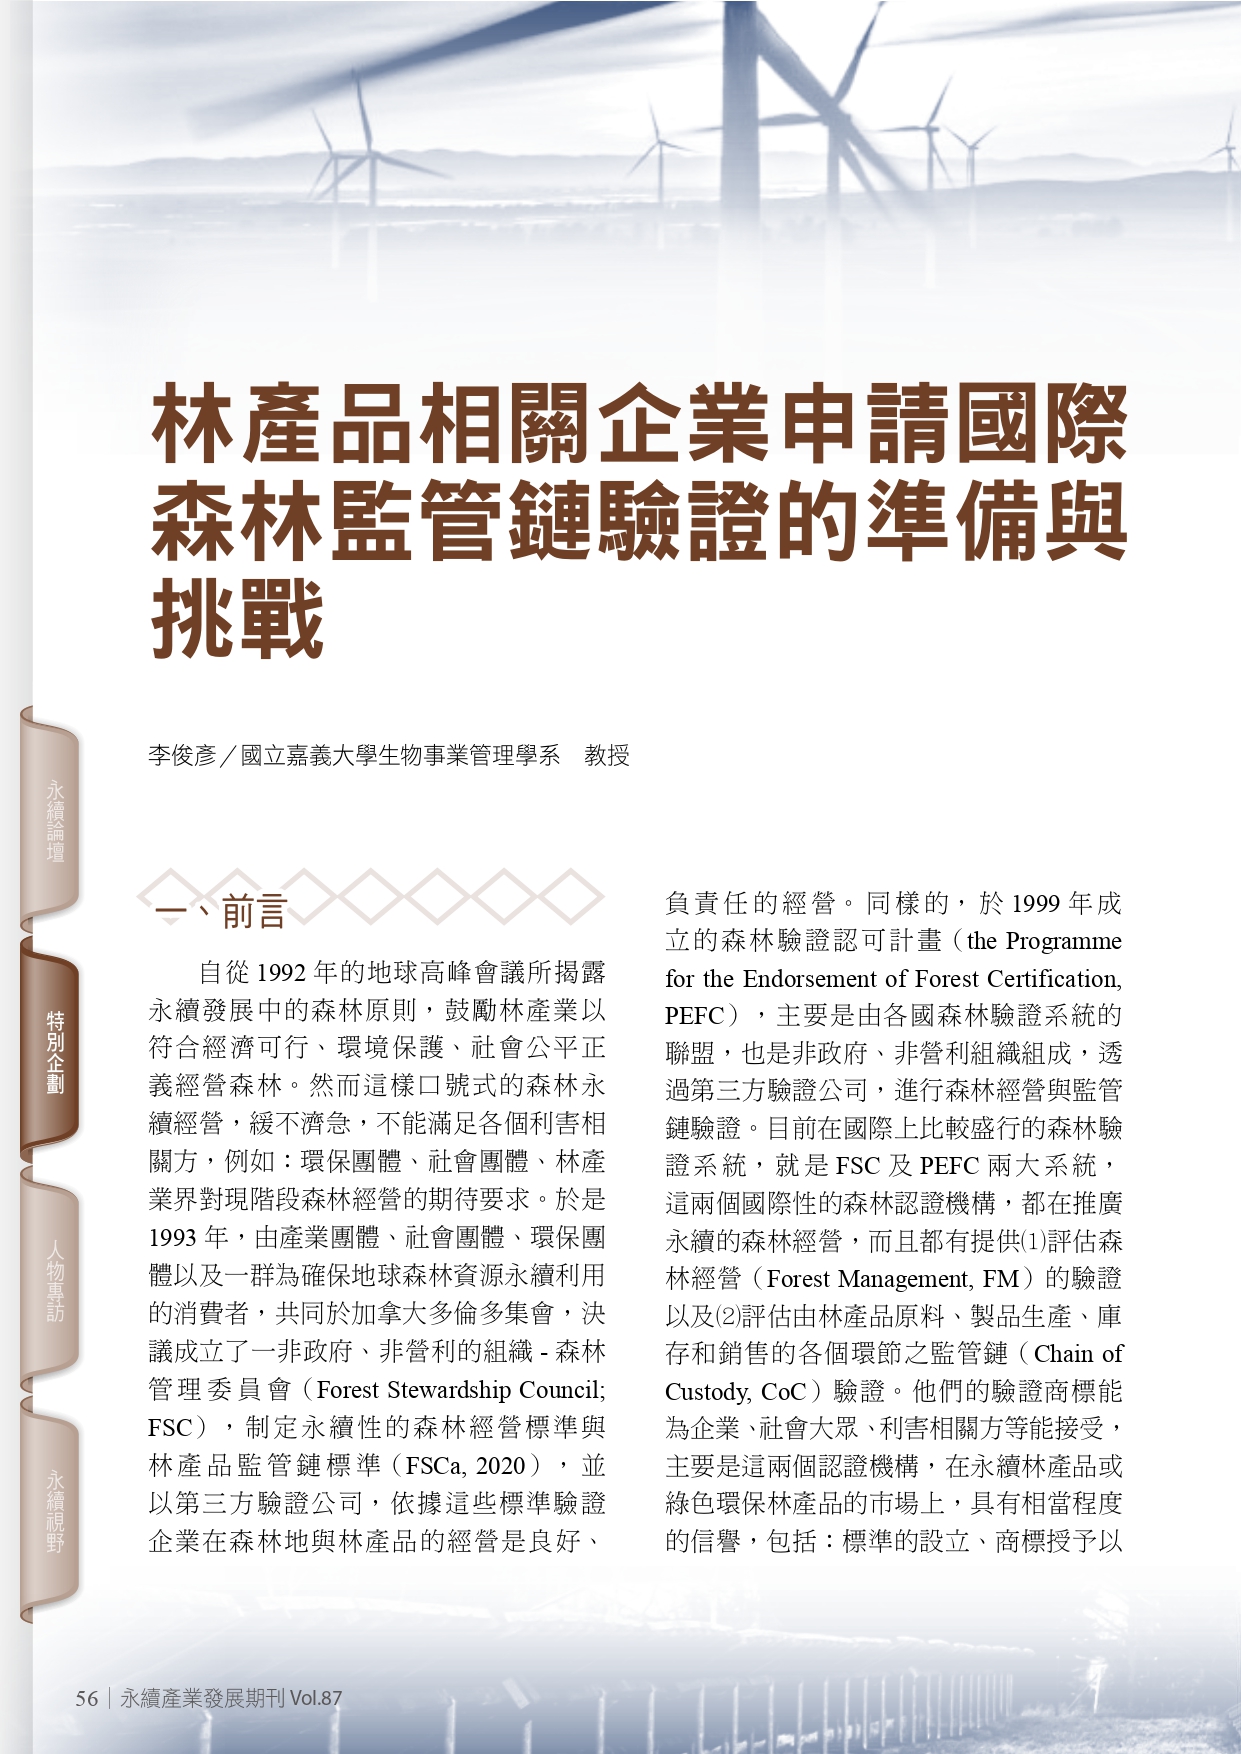 林產品相關企業申請國際
森林監管鏈驗證的準備與
挑戰
李俊彥／國立嘉義大學生物事業管理學系　教授
永續論壇
特別企劃
人物專訪
永續視野
一、前言
自從 1992 年的地球高峰會議所揭露
永續發展中的森林原則，鼓勵林產業以
符合經濟可行、環境保護、社會公平正
義經營森林。然而這樣口號式的森林永
續經營，緩不濟急，不能滿足各個利害相
關方，例如：環保團體、社會團體、林產
業界對現階段森林經營的期待要求。於是
1993 年，由產業團體、社會團體、環保團
體以及一群為確保地球森林資源永續利用
的消費者，共同於加拿大多倫多集會，決
議成立了一非政府、非營利的組織 - 森林
管理委員會（Forest Stewardship Council;
FSC），制定永續性的森林經營標準與
林產品監管鏈標準（FSCa, 2020），並
以第三方驗證公司，依據這些標準驗證
企業在森林地與林產品的經營是良好、
負責任的經營。同樣的，於 1999 年成
立的森林驗證認可計畫（the Programme
for the Endorsement of Forest Certification,
PEFC），主要是由各國森林驗證系統的
聯盟，也是非政府、非營利組織組成，透
過第三方驗證公司，進行森林經營與監管
鏈驗證。目前在國際上比較盛行的森林驗
證系統，就是 FSC 及 PEFC 兩大系統，
這兩個國際性的森林認證機構，都在推廣
永續的森林經營，而且都有提供⑴評估森
林經營（Forest Management, FM）的驗證
以及⑵評估由林產品原料、製品生產、庫
存和銷售的各個環節之監管鏈（Chain of
Custody, CoC）驗證。他們的驗證商標能
為企業、社會大眾、利害相關方等能接受，
主要是這兩個認證機構，在永續林產品或
綠色環保林產品的市場上，具有相當程度
的信譽，包括：標準的設立、商標授予以
56 | 永續產業發展期刊 Vol.87